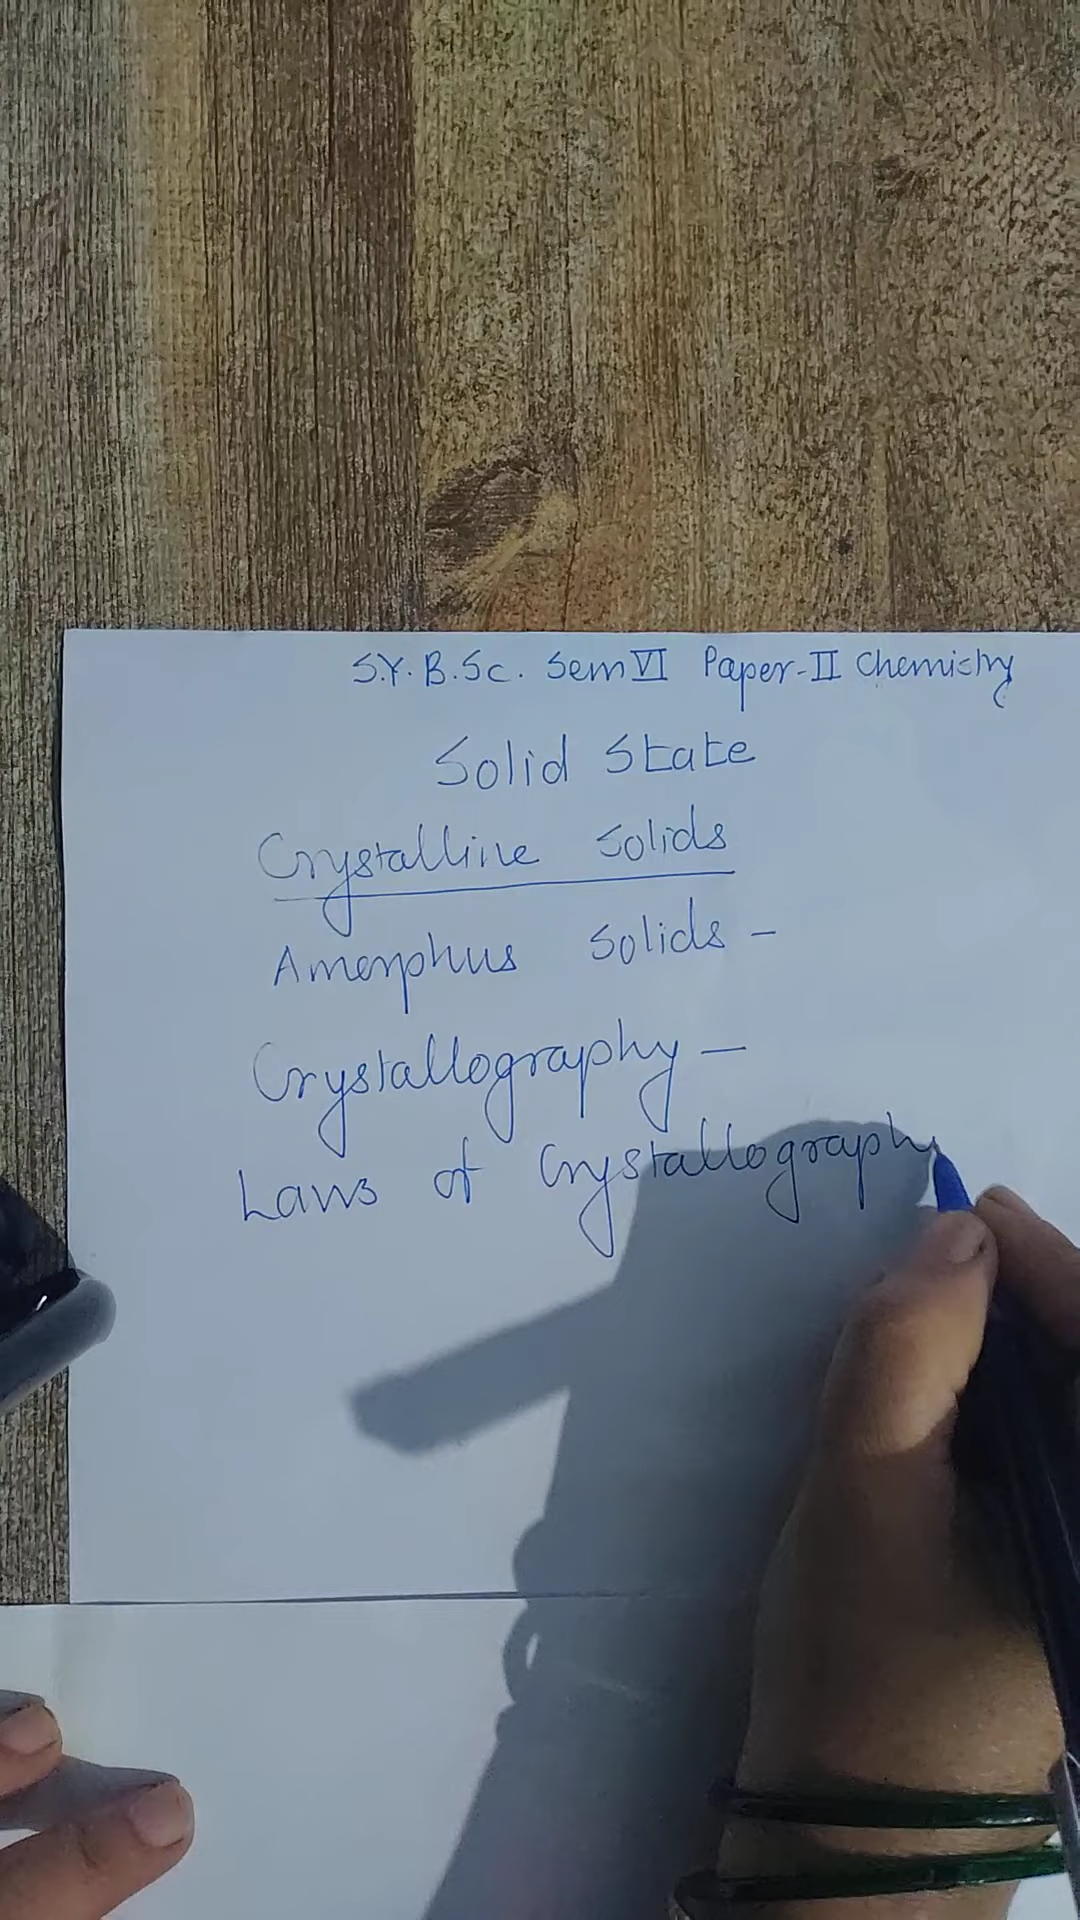 S.Y. B.Sc. Sem VI Paper-II Chemistry
Solid State
Crystalline Solids
Amorphus Solids -
Crystallography -
Laws of Crystallography